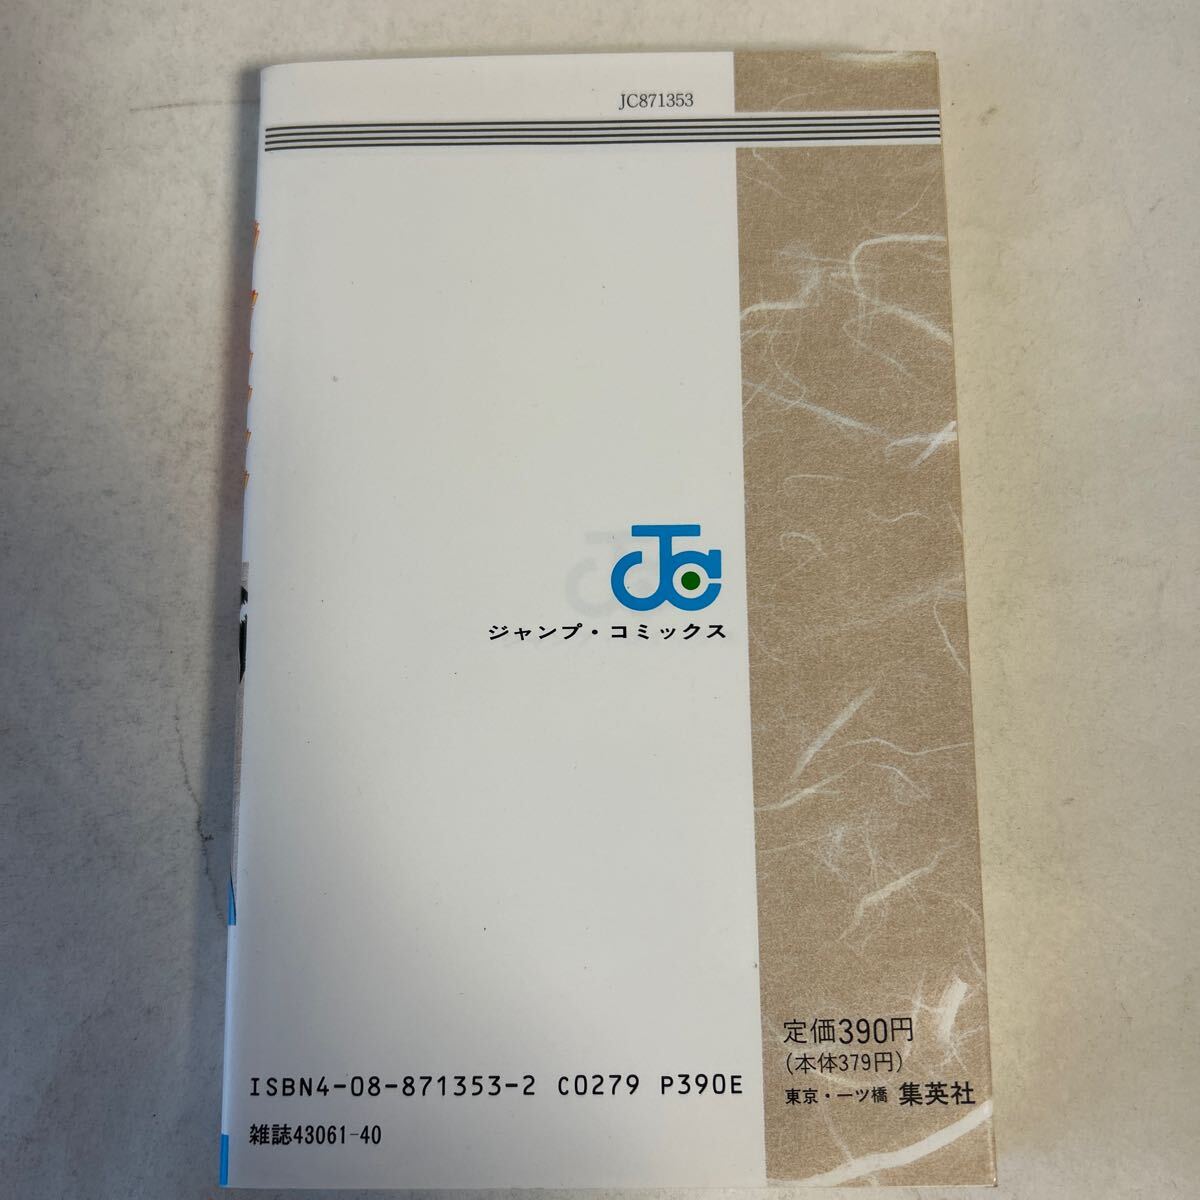 JC871353
JC
ジャンプ・コミックス
定価390円
(本体379円)
東京・一ツ橋 集英社
ISBN4-08-871353-2 C0279 P390E
雑誌43061-40